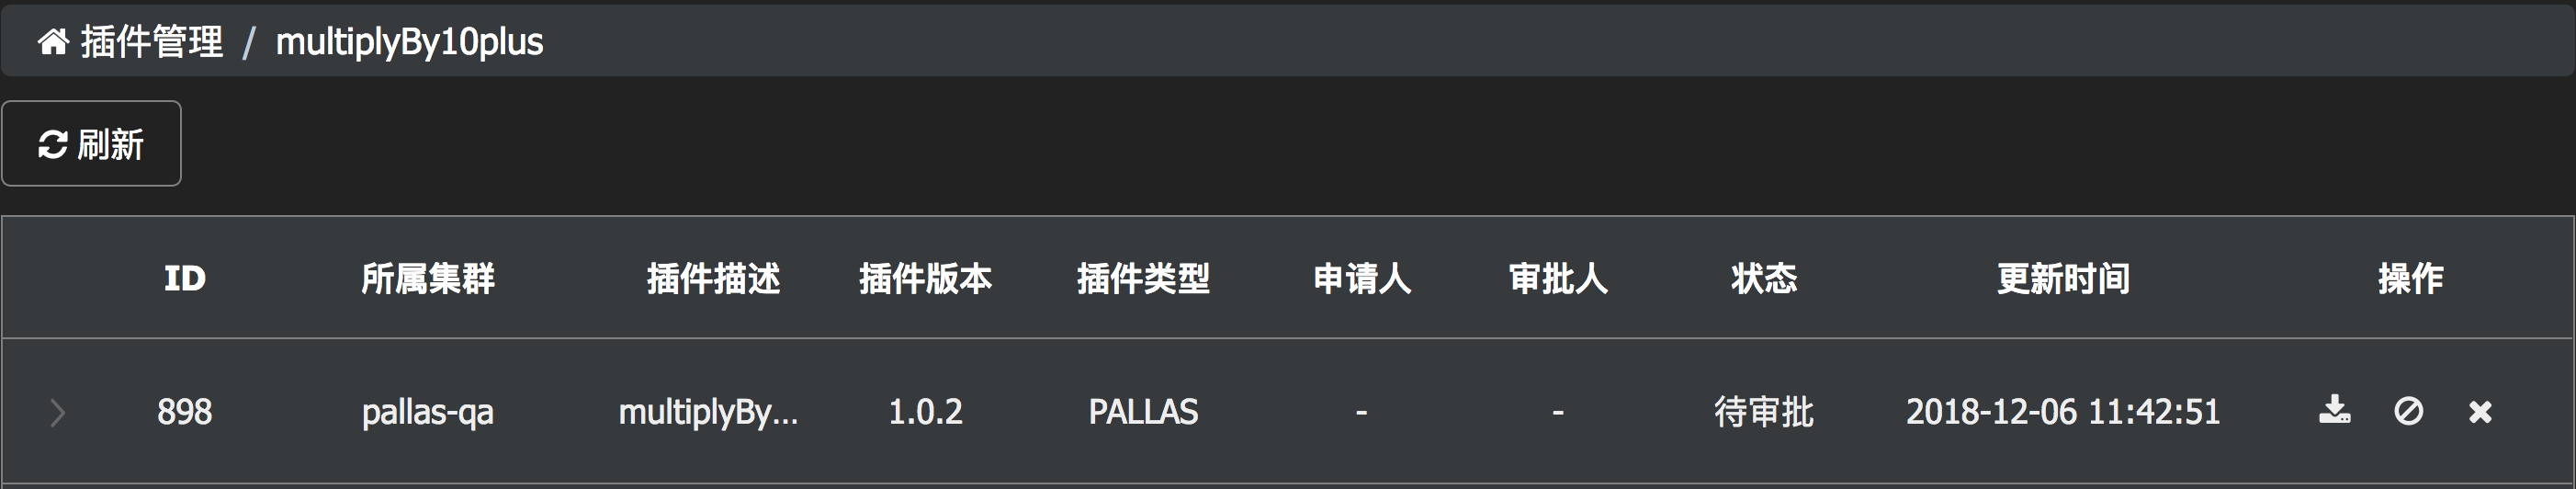 插件管理 / multiplyBy10plus
刷新
ID 所属集群 插件描述 插件版本 插件类型 申请人 审批人 状态 更新时间 操作
898 pallas-qa multiplyBy... 1.0.2 PALLAS - - 待审批 2018-12-06 11:42:51